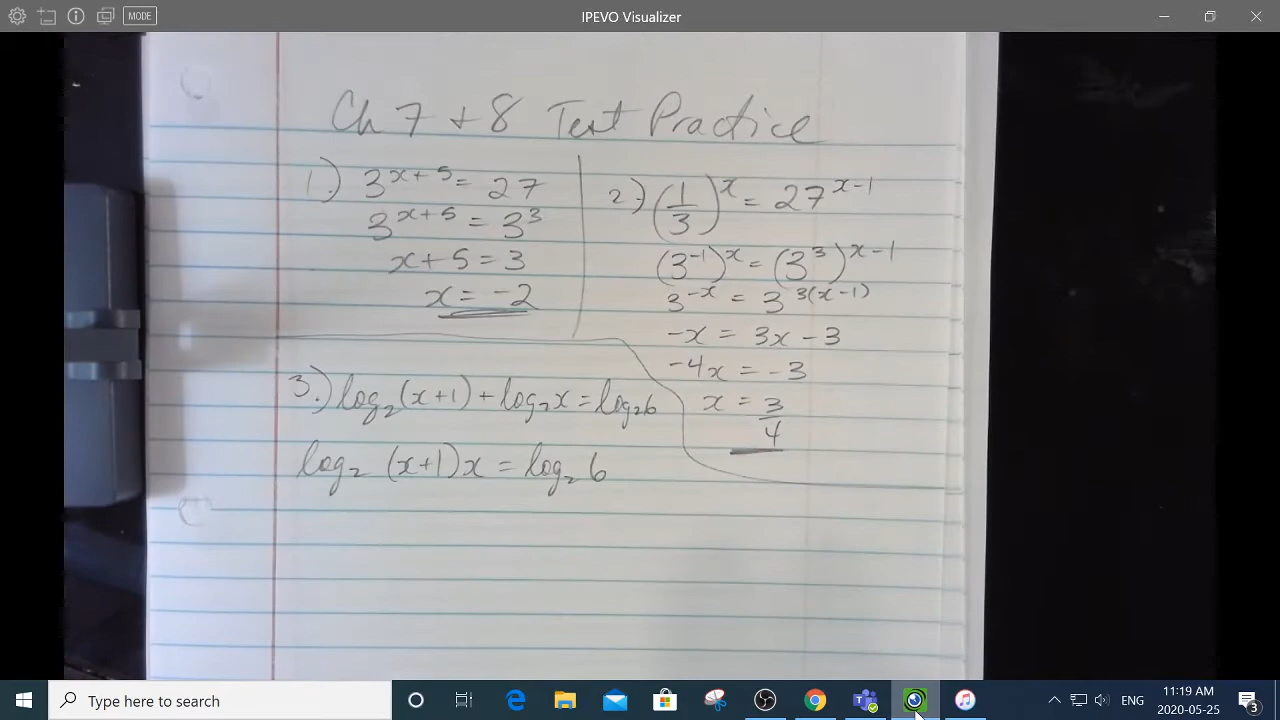 MODE
IPEVO Visualizer
Ch 7 + 8 Test Practice
1.) 3^{x+5} = 27
3^{x+5} = 3^3
x+5 = 3
x = -2
2.) (1/3)^x = 27^{x-1}
(3^{-1})^x = (3^3)^{x-1}
3^{-x} = 3^{3(x-1)}
-x = 3x - 3
-4x = -3
x = 3/4
3.) log₂(x+1) + log₂x = log₂6
log₂ (x+1)x = log₂ 6
Type here to search
ENG
11:19 AM
2020-05-25
3